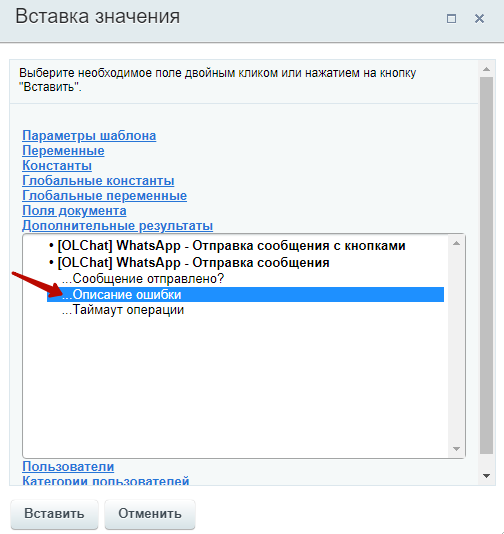 Вставка значения
Выберите необходимое поле двойным кликом или нажатием на кнопку
"Вставить".
Параметры шаблона
Переменные
Константы
Глобальные константы
Глобальные переменные
Поля документа
Дополнительные результаты
• [OLChat] WhatsApp - Отправка сообщения с кнопками
• [OLChat] WhatsApp - Отправка сообщения
...Сообщение отправлено?
...Описание ошибки
...Таймаут операции
Пользователи
Категории пользователей
Вставить
Отменить